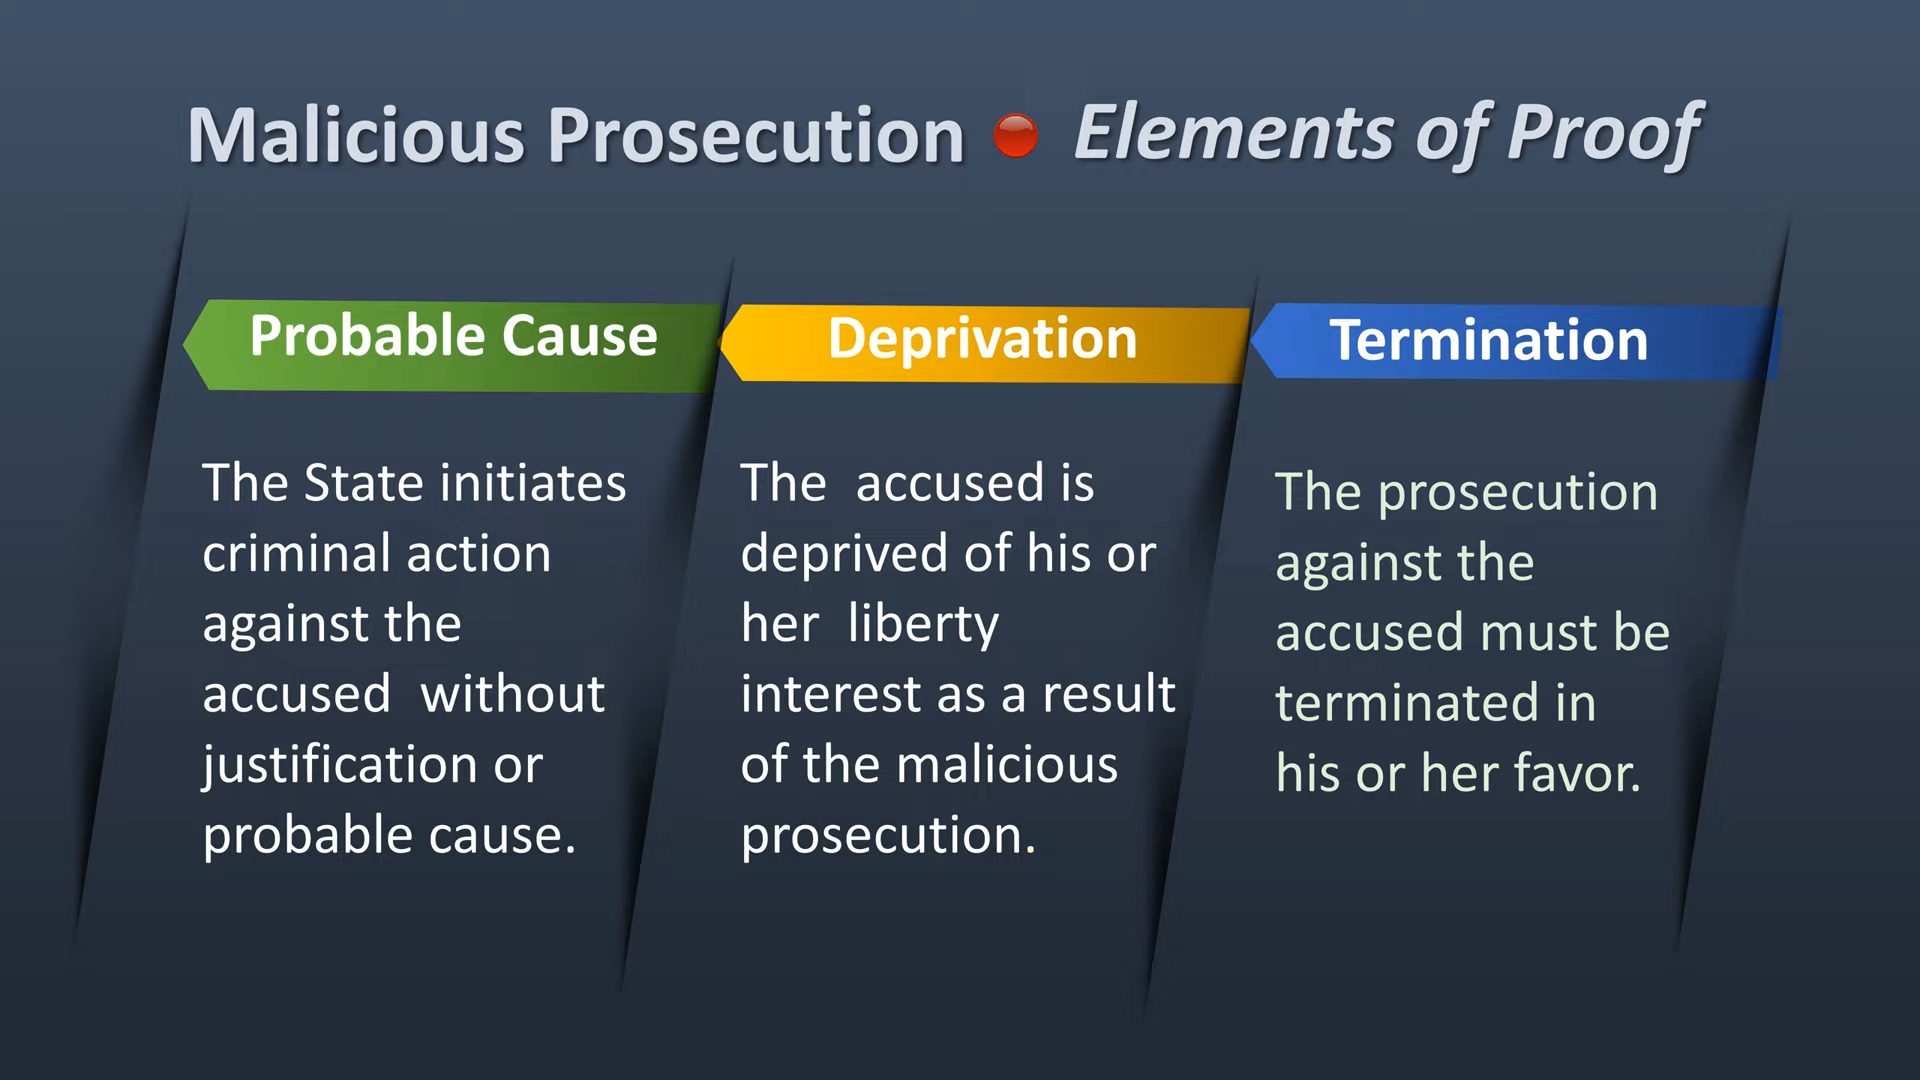 Malicious Prosecution • Elements of Proof
Probable Cause
The State initiates
criminal action
against the
accused without
justification or
probable cause.
Deprivation
The accused is
deprived of his or
her liberty
interest as a result
of the malicious
prosecution.
Termination
The prosecution
against the
accused must be
terminated in
his or her favor.